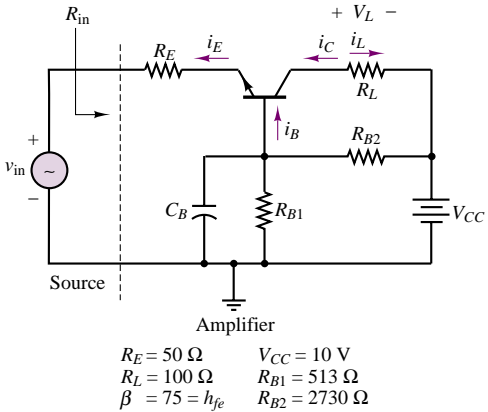 + V_L −
R_in
R_E
i_E
i_C
i_L
R_L
i_B
R_B2
+
v_in
~
−
C_B
R_B1
V_CC
Source
Amplifier
R_E = 50 Ω V_CC = 10 V
R_L = 100 Ω R_B1 = 513 Ω
β = 75 = h_fe R_B2 = 2730 Ω